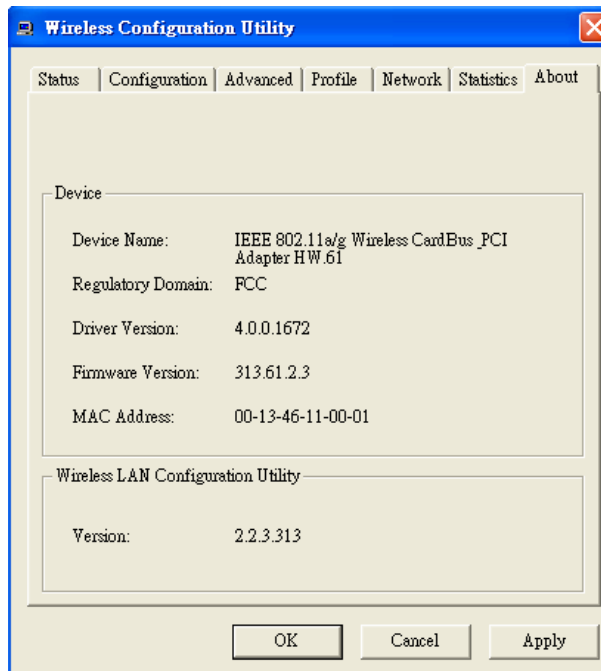 Wireless Configuration Utility
Status Configuration Advanced Profile Network Statistics About
Device
Device Name: IEEE 802.11a/g Wireless CardBus_PCI
Adapter HW.61
Regulatory Domain: FCC
Driver Version: 4.0.0.1672
Firmware Version: 313.61.2.3
MAC Address: 00-13-46-11-00-01
Wireless LAN Configuration Utility
Version: 2.2.3.313
OK Cancel Apply